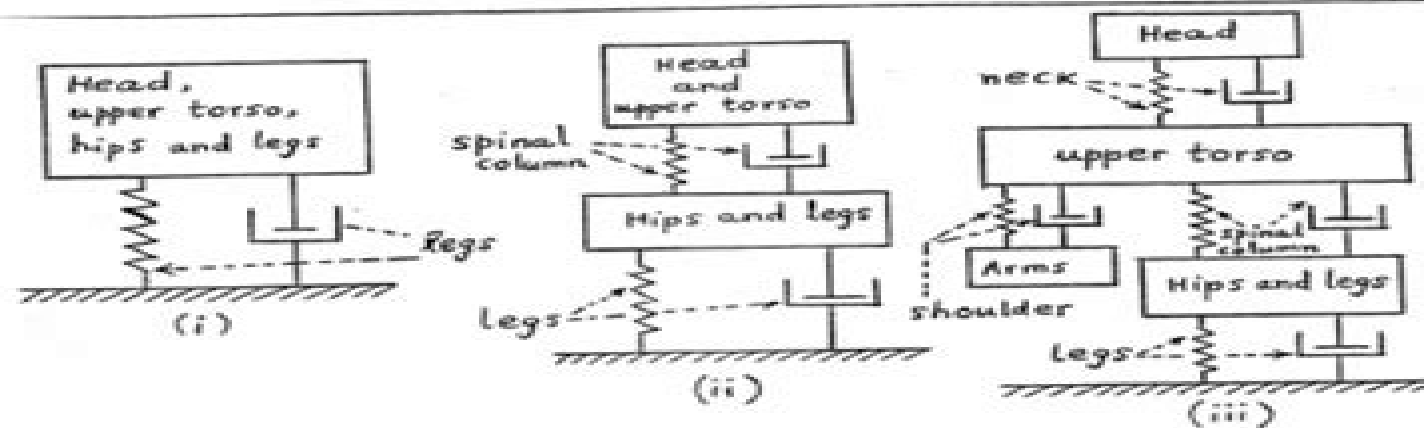 Head,
upper torso,
hips and legs
legs
(i)
Head
and
upper torso
spinal
column
Hips and legs
legs
(ii)
Head
neck
upper torso
spinal
column
Arms
Hips and legs
shoulder
legs
(iii)